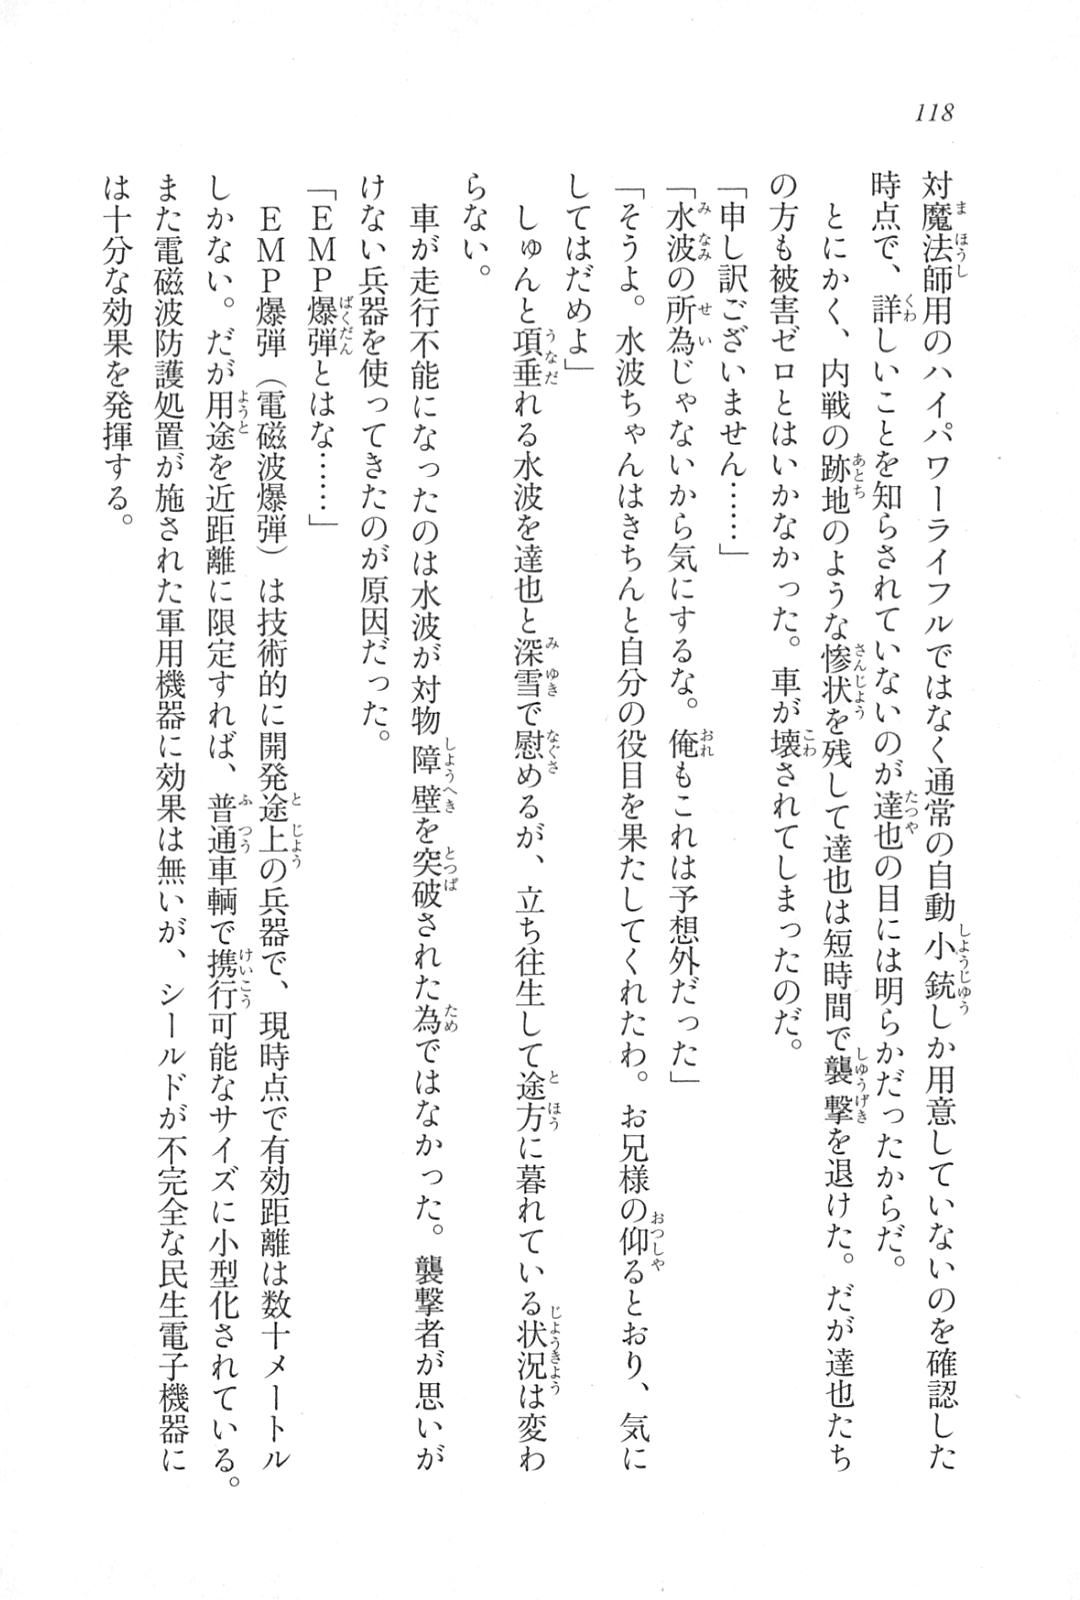 118
対魔法師用のハイパワーライフルではなく通常の自動小銃しか用意していないのを確認した
時点で、詳しいことを知らされていないのが達也の目には明らかだったからだ。
とにかく、内戦の跡地のような惨状を残して達也は短時間で襲撃を退けた。だが達也たち
の方も被害ゼロとはいかなかった。車が壊されてしまったのだ。
「申し訳ございません……」
「水波の所為じゃないから気にするな。俺もこれは予想外だった」
「そうよ。水波ちゃんはきちんと自分の役目を果たしてくれたわ。お兄様の仰るとおり、気に
してはだめよ」
しゅんと項垂れる水波を達也と深雪で慰めるが、立ち往生して途方に暮れている状況は変わ
らない。
車が走行不能になったのは水波が対物障壁を突破された為ではなかった。襲撃者が思いが
けない兵器を使ってきたのが原因だった。
「ＥＭＰ爆弾とはな……」
ＥＭＰ爆弾（電磁波爆弾）は技術的に開発途上の兵器で、現時点で有効距離は数十メートル
しかない。だが用途を近距離に限定すれば、普通車輌で携行可能なサイズに小型化されている。
また電磁波防護処置が施された軍用機器に効果は無いが、シールドが不完全な民生電子機器に
は十分な効果を発揮する。